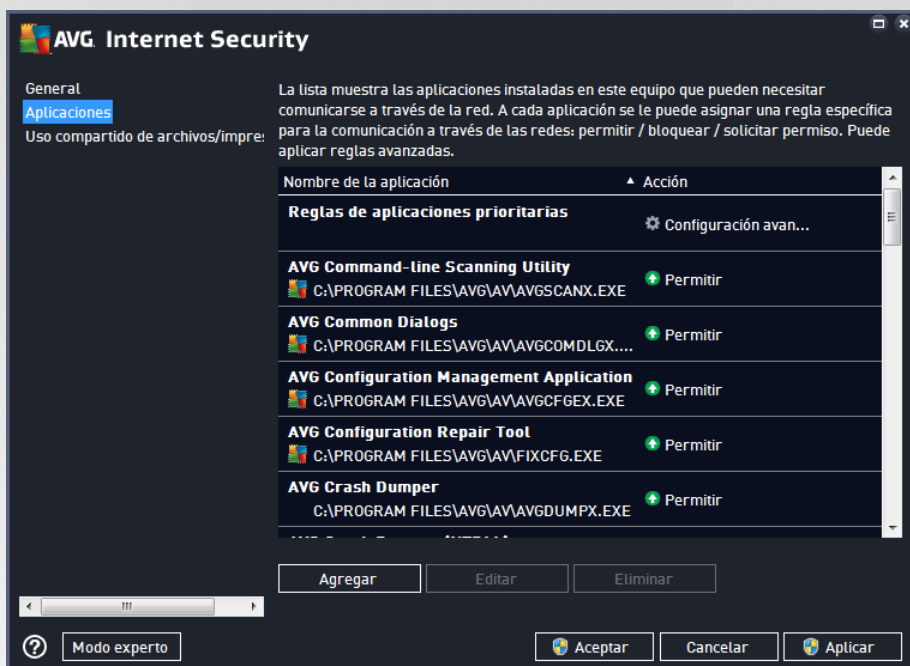 AVG. Internet Security
General
Aplicaciones
Uso compartido de archivos/impre:
La lista muestra las aplicaciones instaladas en este equipo que pueden necesitar
comunicarse a través de la red. A cada aplicación se le puede asignar una regla específica
para la comunicación a través de las redes: permitir / bloquear / solicitar permiso. Puede
aplicar reglas avanzadas.
Nombre de la aplicación Acción
Reglas de aplicaciones prioritarias
Configuración avan...
AVG Command-line Scanning Utility
C:\PROGRAM FILES\AVG\AV\AVGSCANX.EXE
Permitir
AVG Common Dialogs
C:\PROGRAM FILES\AVG\AV\AVGCOMDLGX....
Permitir
AVG Configuration Management Application
C:\PROGRAM FILES\AVG\AV\AVGCFGEX.EXE
Permitir
AVG Configuration Repair Tool
C:\PROGRAM FILES\AVG\AV\FIXCFG.EXE
Permitir
AVG Crash Dumper
C:\PROGRAM FILES\AVG\AV\AVGDUMPX.EXE
Permitir
Agregar Editar Eliminar
? Modo experto Aceptar Cancelar Aplicar